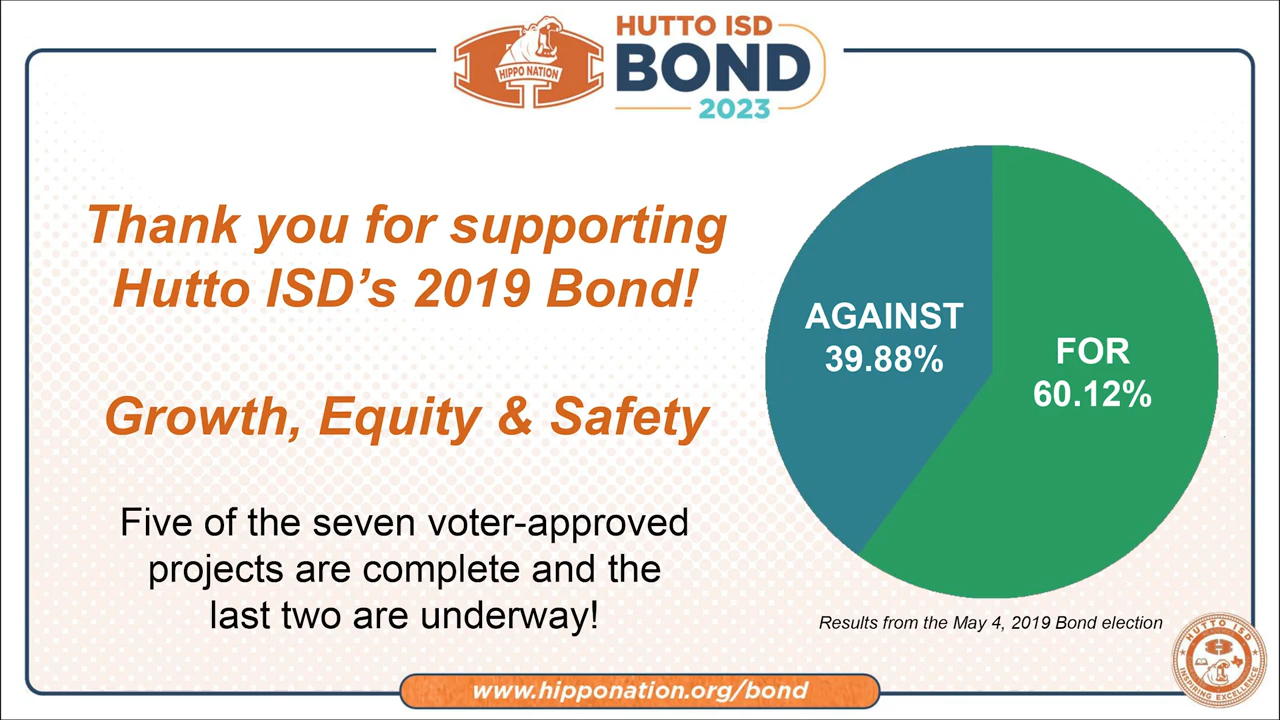 HIPPO NATION
HUTTO ISD
BOND
2023
Thank you for supporting
Hutto ISD’s 2019 Bond!
Growth, Equity & Safety
Five of the seven voter-approved
projects are complete and the
last two are underway!
AGAINST
39.88%
FOR
60.12%
Results from the May 4, 2019 Bond election
www.hipponation.org/bond
HUTTO ISD
INSPIRING EXCELLENCE